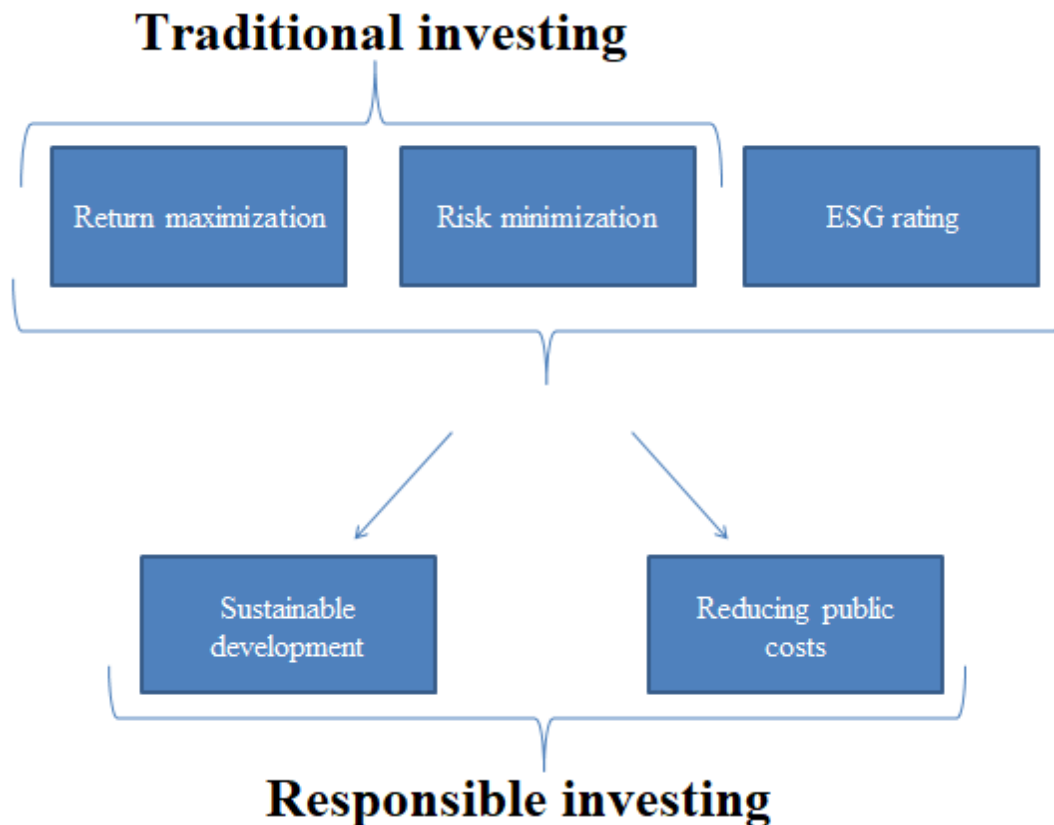 Traditional investing
Return maximization
Risk minimization
ESG rating
Sustainable
development
Reducing public
costs
Responsible investing